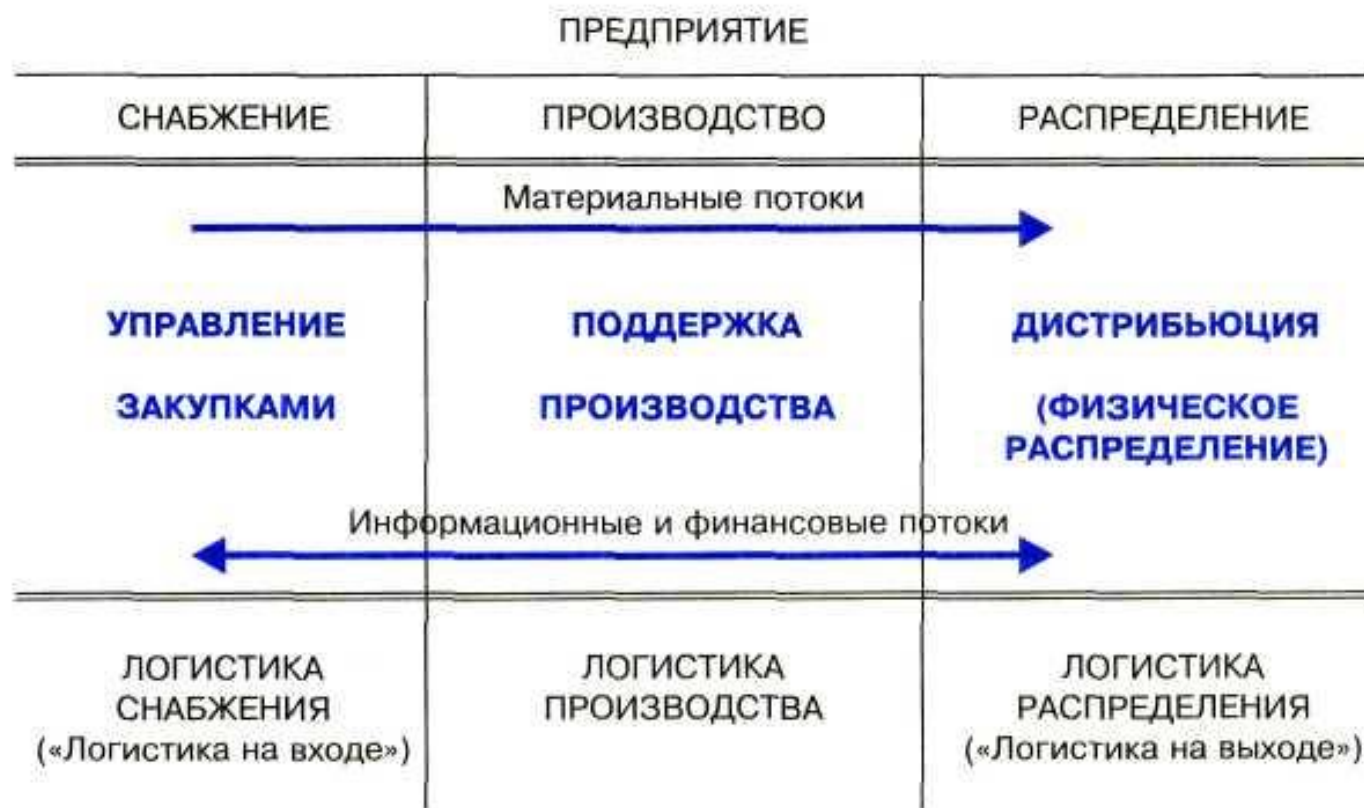 ПРЕДПРИЯТИЕ
СНАБЖЕНИЕ
ПРОИЗВОДСТВО
РАСПРЕДЕЛЕНИЕ
Материальные потоки
УПРАВЛЕНИЕ
ЗАКУПКАМИ
ПОДДЕРЖКА
ПРОИЗВОДСТВА
ДИСТРИБЬЮЦИЯ
(ФИЗИЧЕСКОЕ
РАСПРЕДЕЛЕНИЕ)
Информационные и финансовые потоки
ЛОГИСТИКА
СНАБЖЕНИЯ
(«Логистика на входе»)
ЛОГИСТИКА
ПРОИЗВОДСТВА
ЛОГИСТИКА
РАСПРЕДЕЛЕНИЯ
(«Логистика на выходе»)